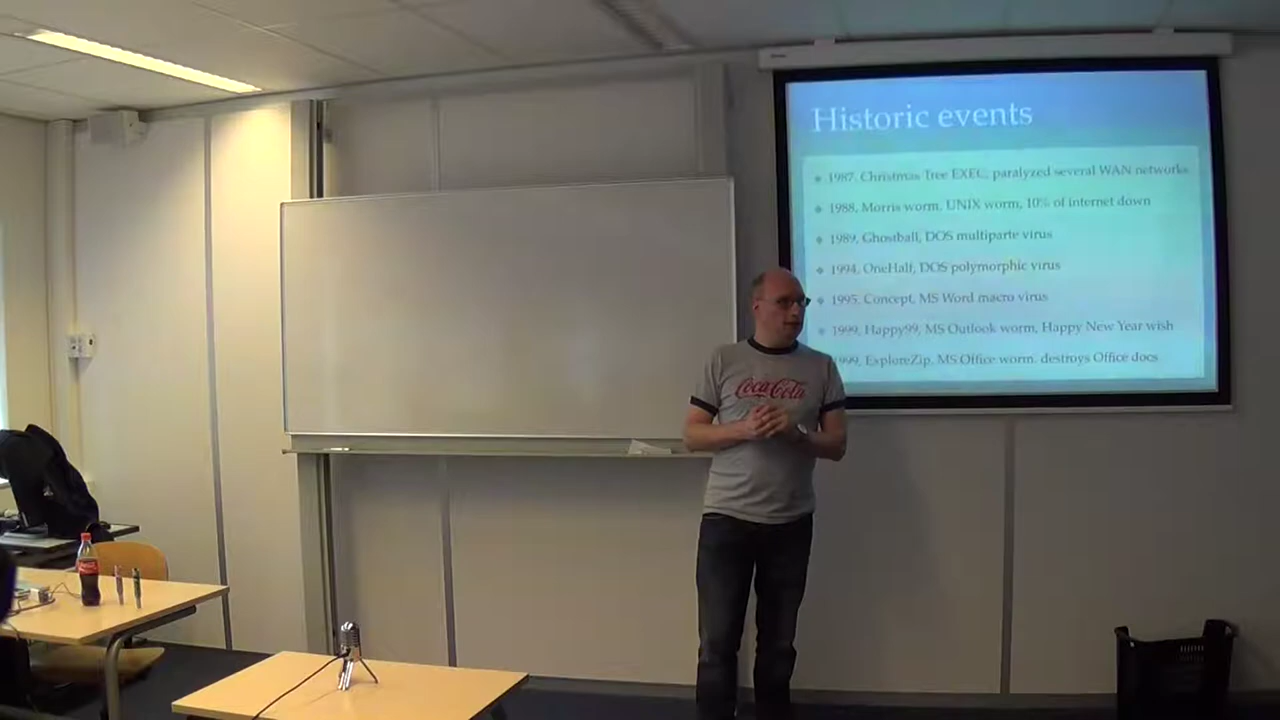 Historic events
1987, Christmas Tree EXEC, paralyzed several WAN networks
1988, Morris worm, UNIX worm, 10% of internet down
1989, Ghostball, DOS multiparte virus
1994, OneHalf, DOS polymorphic virus
1995, Concept, MS Word macro virus
1999, Happy99, MS Outlook worm, Happy New Year wish
1999, ExploreZip, MS Office worm, destroys Office docs
Coca-Cola